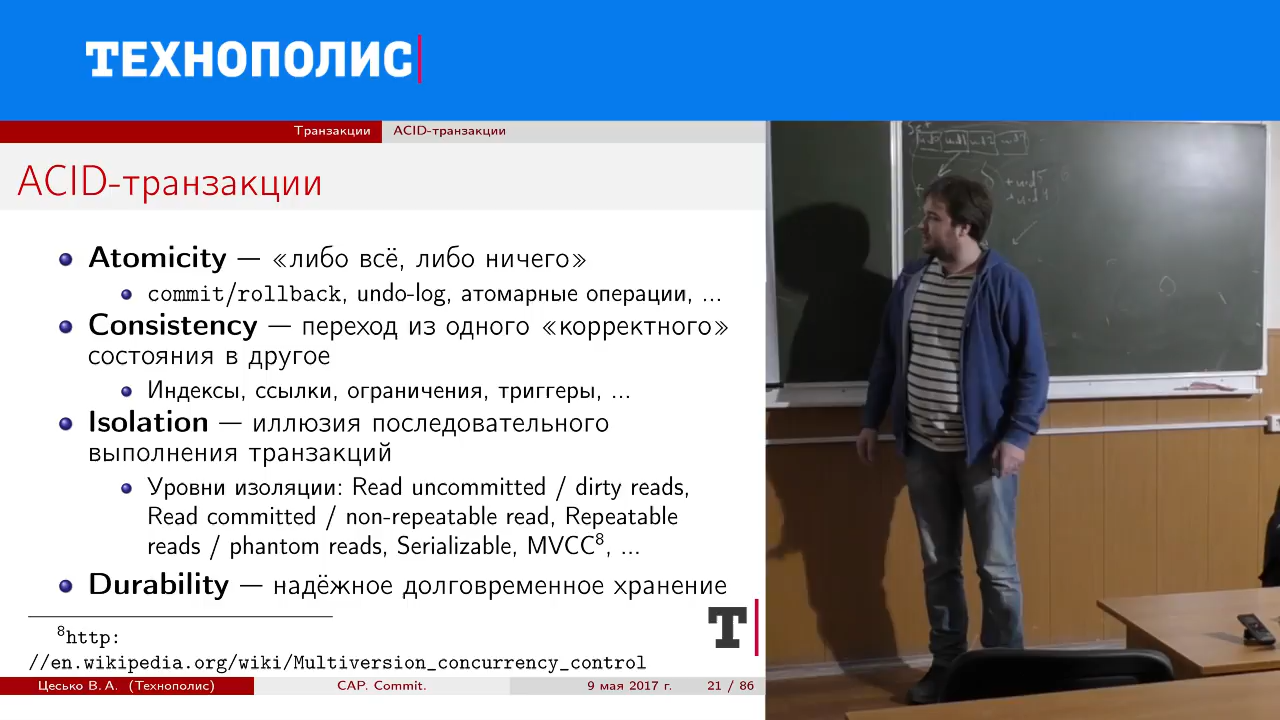 ТЕХНОПОЛИС
Транзакции ACID-транзакции
ACID-транзакции
Atomicity — «либо всё, либо ничего»
commit/rollback, undo-log, атомарные операции, ...
Consistency — переход из одного «корректного»
состояния в другое
Индексы, ссылки, ограничения, триггеры, ...
Isolation — иллюзия последовательного
выполнения транзакций
Уровни изоляции: Read uncommitted / dirty reads,
Read committed / non-repeatable read, Repeatable
reads / phantom reads, Serializable, MVCC⁸, ...
Durability — надёжное долговременное хранение
Т
⁸http:
//en.wikipedia.org/wiki/Multiversion_concurrency_control
Цесько В. А. (Технополис) CAP. Commit. 9 мая 2017 г. 21 / 86